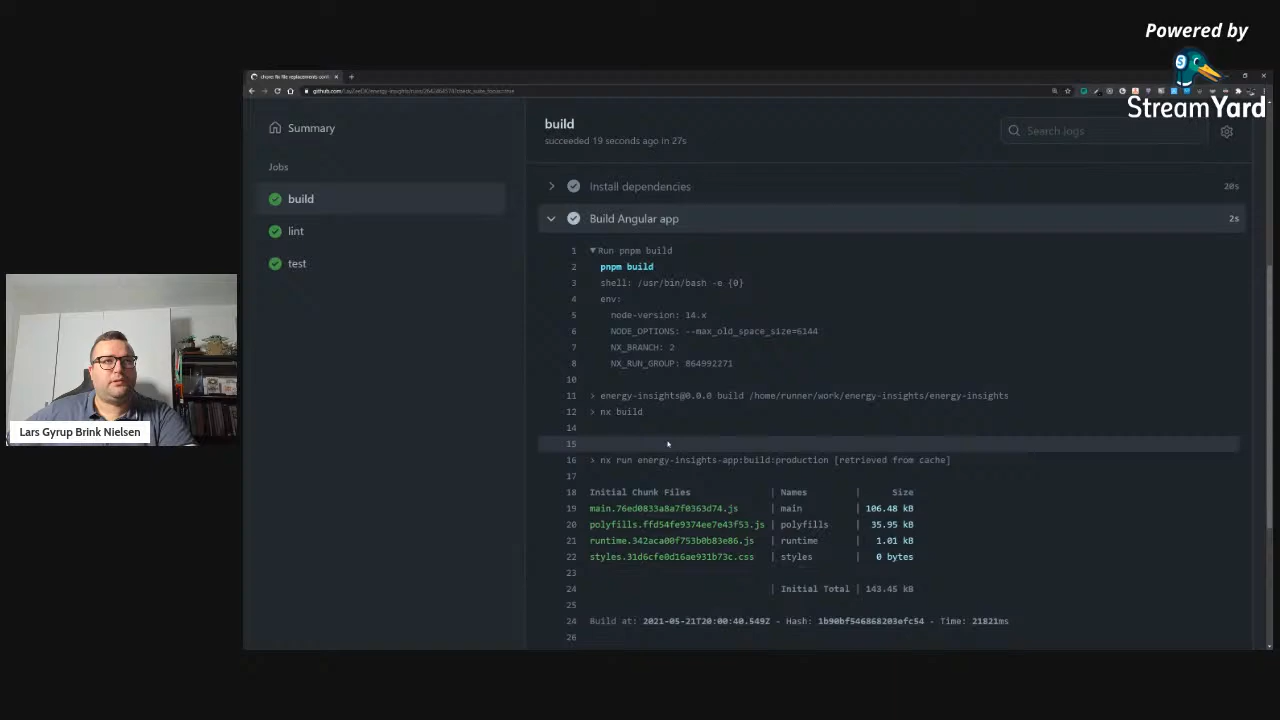 Powered by
StreamYard
github.com/LayZeeDK/energy-insights/runs/
Summary
Jobs
build
lint
test
build
succeeded 19 seconds ago in 27s
Search logs
Install dependencies
20s
Build Angular app
2s
1 Run pnpm build
2 pnpm build
3 shell: /usr/bin/bash -e {0}
4 env:
5 node-version: 14.x
6 NODE_OPTIONS: --max_old_space_size=6144
7 NX_BRANCH: 2
8 NX_RUN_GROUP: 864992271
10
11 > energy-insights@0.0.0 build /home/runner/work/energy-insights/energy-insights
12 > nx build
14
15
16 > nx run energy-insights-app:build:production [retrieved from cache]
17
18 Initial Chunk Files | Names | Size
19 main.76ed0833a8a7f0363d74.js | main | 106.48 kB
20 polyfills.ffd54fe9374ee7e43f53.js | polyfills | 35.95 kB
21 runtime.342aca00f753b0b83e86.js | runtime | 1.01 kB
22 styles.31d6cfe0d16ae931b73c.css | styles | 0 bytes
23
24 | Initial Total | 143.45 kB
25
24 Build at: 2021-05-21T20:00:40.549Z - Hash: 1b90bf546868203efc54 - Time: 21821ms
26
Lars Gyrup Brink Nielsen